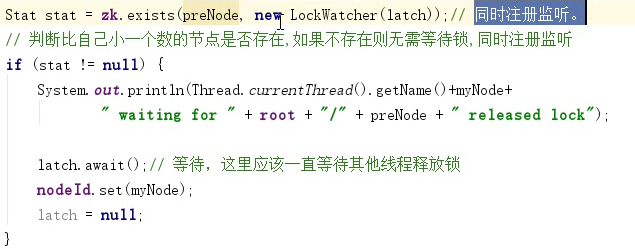 Stat stat = zk.exists(preNode, new LockWatcher(latch));// 同时注册监听。
// 判断比自己小一个数的节点是否存在,如果不存在则无需等待锁,同时注册监听
if (stat != null) {
System.out.println(Thread.currentThread().getName()+myNode+
" waiting for " + root + "/" + preNode + " released lock");
latch.await();// 等待，这里应该一直等待其他线程释放锁
nodeId.set(myNode);
latch = null;
}